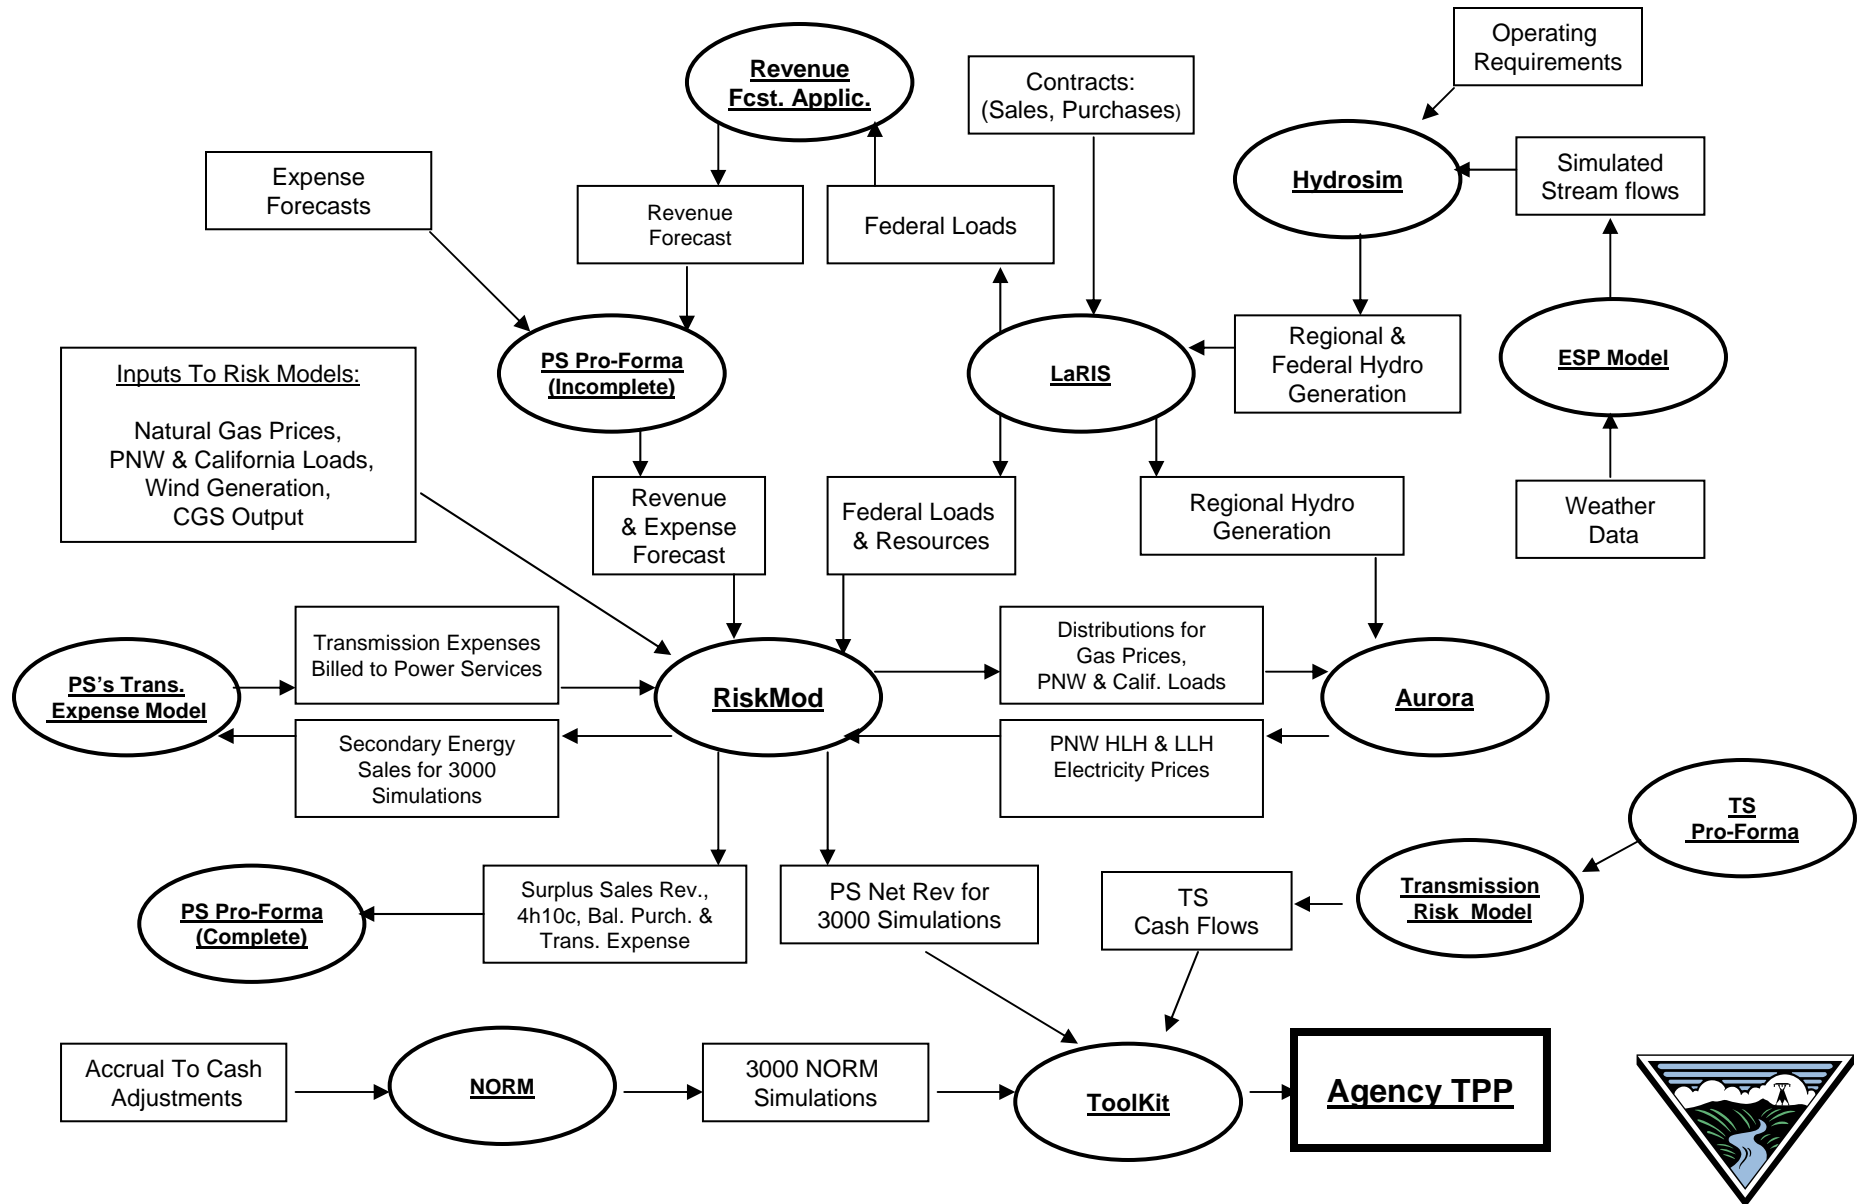 Operating
Requirements
Revenue
Fcst. Applic.
Contracts:
(Sales, Purchases)
Expense
Forecasts
Revenue
Forecast
Federal Loads
Hydrosim
Simulated
Stream flows
Inputs To Risk Models:
Natural Gas Prices,
PNW & California Loads,
Wind Generation,
CGS Output
PS Pro-Forma
(Incomplete)
LaRIS
Regional &
Federal Hydro
Generation
ESP Model
Revenue
& Expense
Forecast
Federal Loads
& Resources
Regional Hydro
Generation
Weather
Data
PS's Trans.
Expense Model
Transmission Expenses
Billed to Power Services
RiskMod
Distributions for
Gas Prices,
PNW & Calif. Loads
Aurora
Secondary Energy
Sales for 3000
Simulations
PNW HLH & LLH
Electricity Prices
TS
Pro-Forma
PS Pro-Forma
(Complete)
Surplus Sales Rev.,
4h10c, Bal. Purch. &
Trans. Expense
PS Net Rev for
3000 Simulations
TS
Cash Flows
Transmission
Risk Model
Accrual To Cash
Adjustments
NORM
3000 NORM
Simulations
ToolKit
Agency TPP